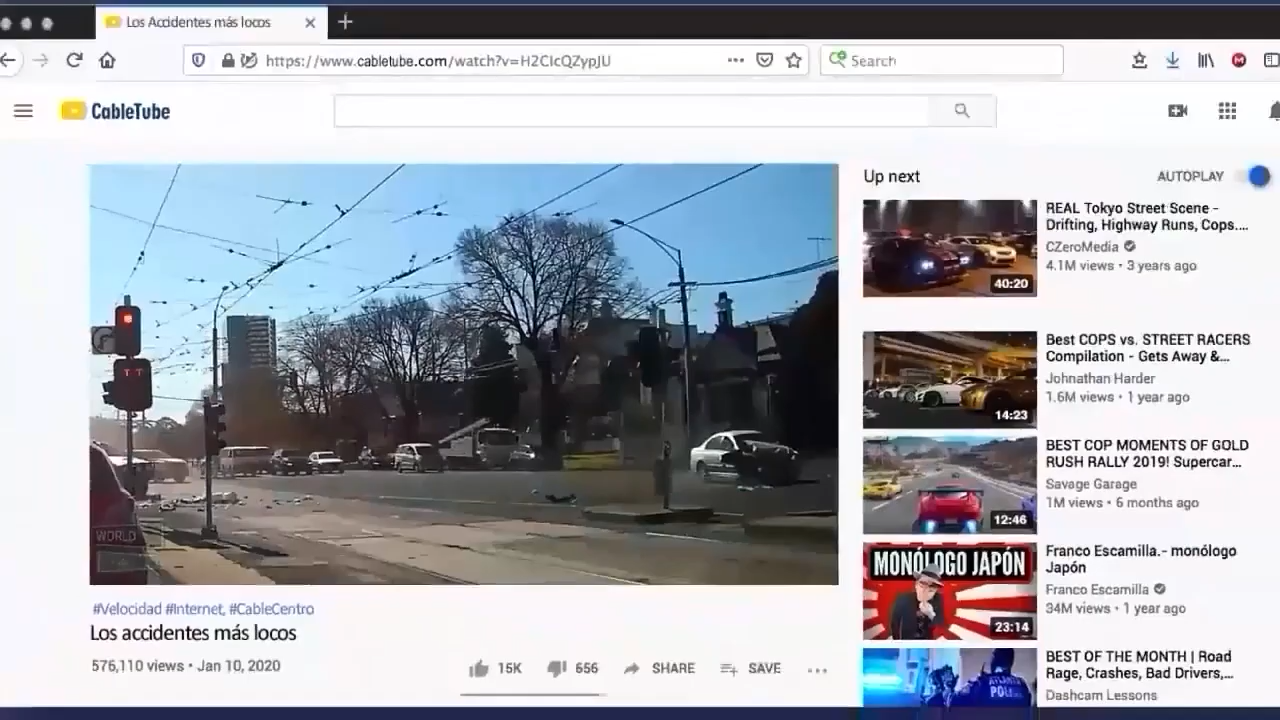 Los Accidentes más locos
https://www.cabletube.com/watch?v=H2CIcQZypJU
Search
CableTube
WORLD
#Velocidad #Internet, #CableCentro
Los accidentes más locos
576,110 views • Jan 10, 2020
15K
656
SHARE
SAVE
Up next
AUTOPLAY
REAL Tokyo Street Scene -
Drifting, Highway Runs, Cops....
CZeroMedia
4.1M views • 3 years ago
40:20
Best COPS vs. STREET RACERS
Compilation - Gets Away &...
Johnathan Harder
1.6M views • 1 year ago
14:23
BEST COP MOMENTS OF GOLD
RUSH RALLY 2019! Supercar...
Savage Garage
1M views • 6 months ago
12:46
MONÓLOGO JAPÓN
Franco Escamilla.- monólogo
Japón
Franco Escamilla
34M views • 1 year ago
23:14
BEST OF THE MONTH | Road
Rage, Crashes, Bad Drivers,...
Dashcam Lessons